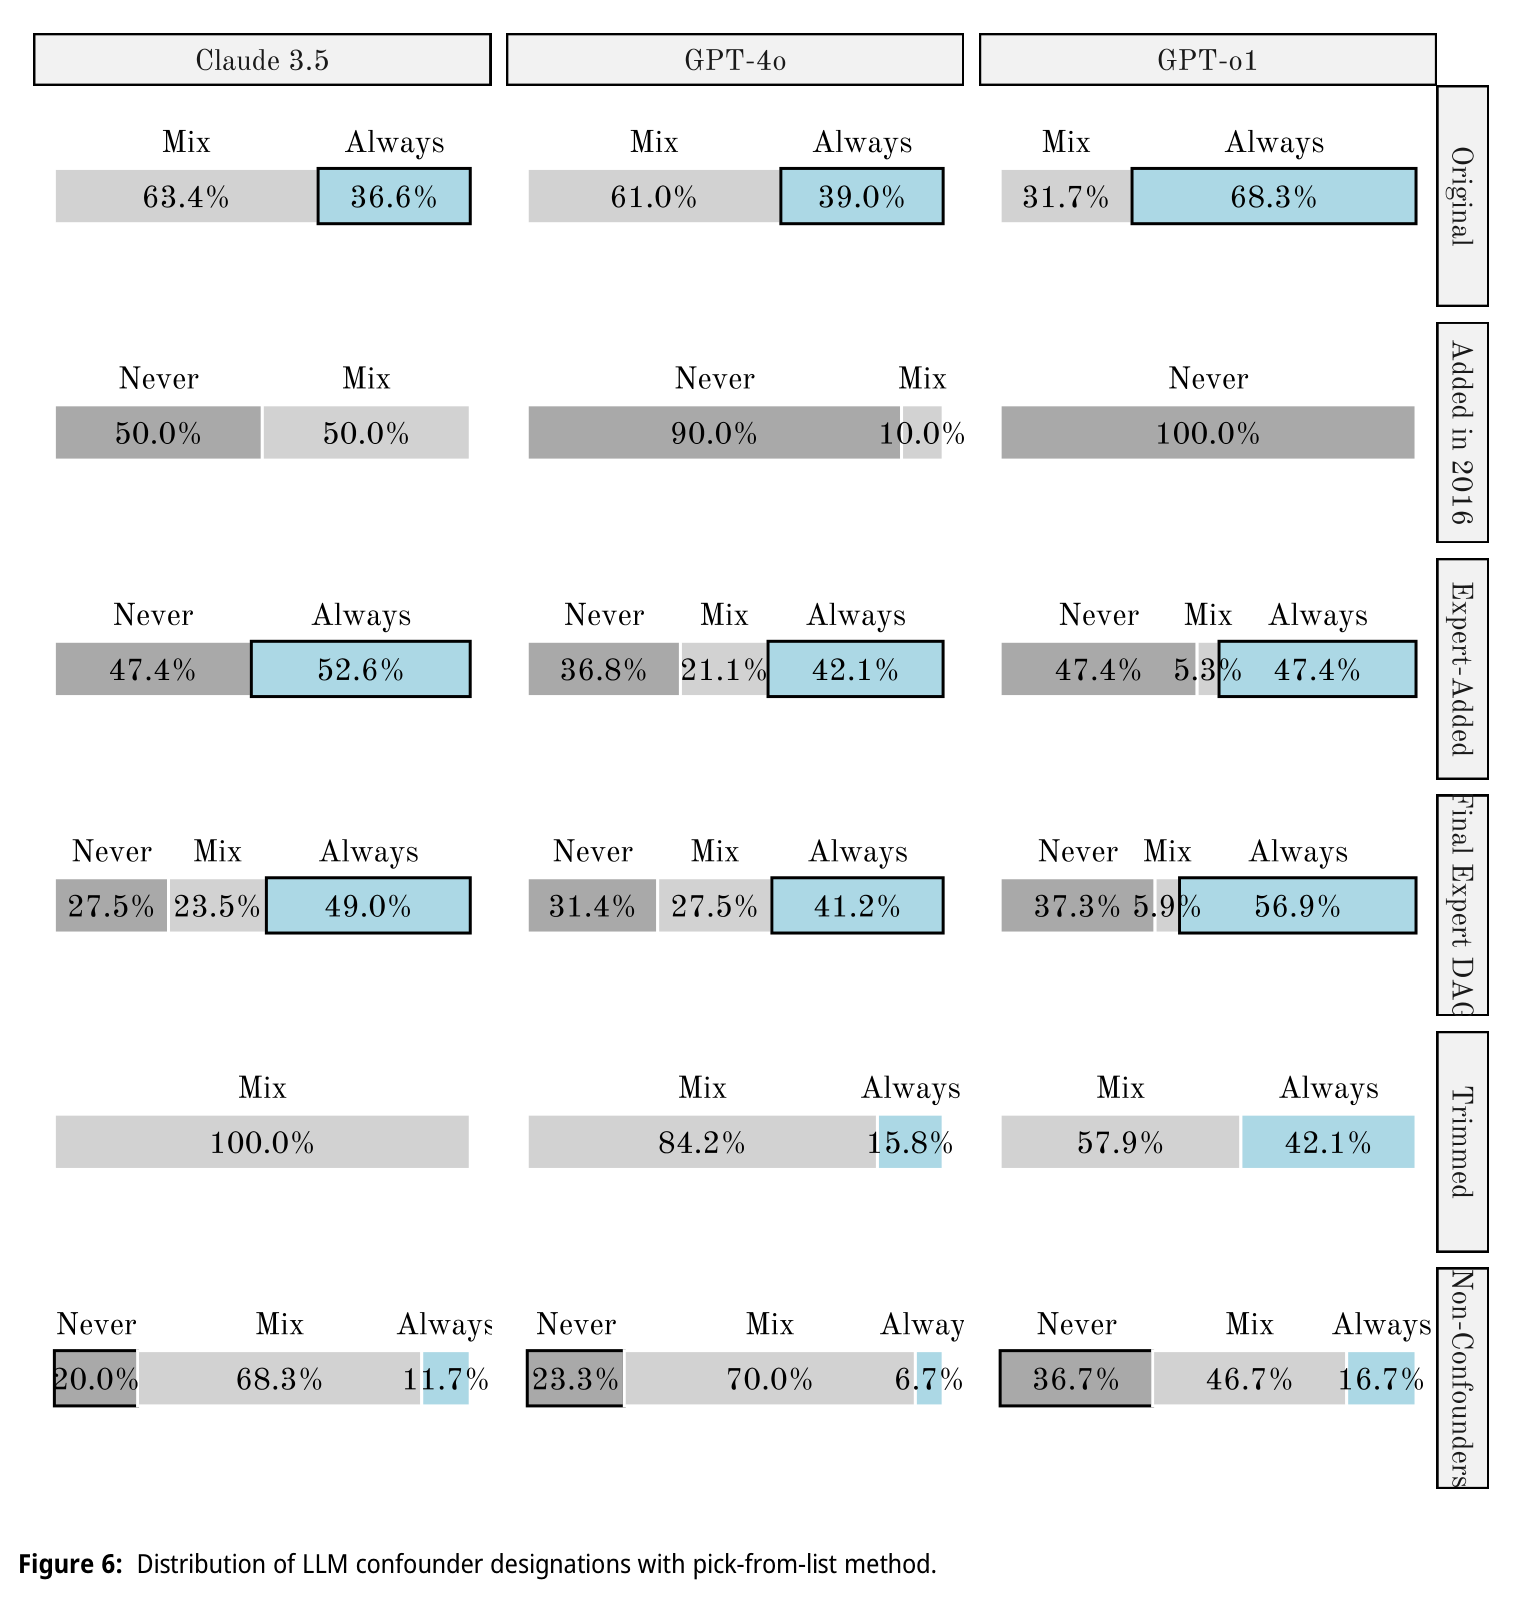 Claude 3.5 GPT-4o GPT-o1
Mix Always Mix Always Mix Always
63.4% 36.6% 61.0% 39.0% 31.7% 68.3%
Original
Never Mix Never Mix Never
50.0% 50.0% 90.0% 10.0% 100.0%
Added in 2016
Never Always Never Mix Always Never Mix Always
47.4% 52.6% 36.8% 21.1% 42.1% 47.4% 5.3% 47.4%
Expert-Added
Never Mix Always Never Mix Always Never Mix Always
27.5% 23.5% 49.0% 31.4% 27.5% 41.2% 37.3% 5.9% 56.9%
Final Expert DAG
Mix Mix Always Mix Always
100.0% 84.2% 15.8% 57.9% 42.1%
Trimmed
Never Mix Always Never Mix Alway Never Mix Always
20.0% 68.3% 11.7% 23.3% 70.0% 6.7% 36.7% 46.7% 16.7%
Non-Confounders
Figure 6: Distribution of LLM confounder designations with pick-from-list method.